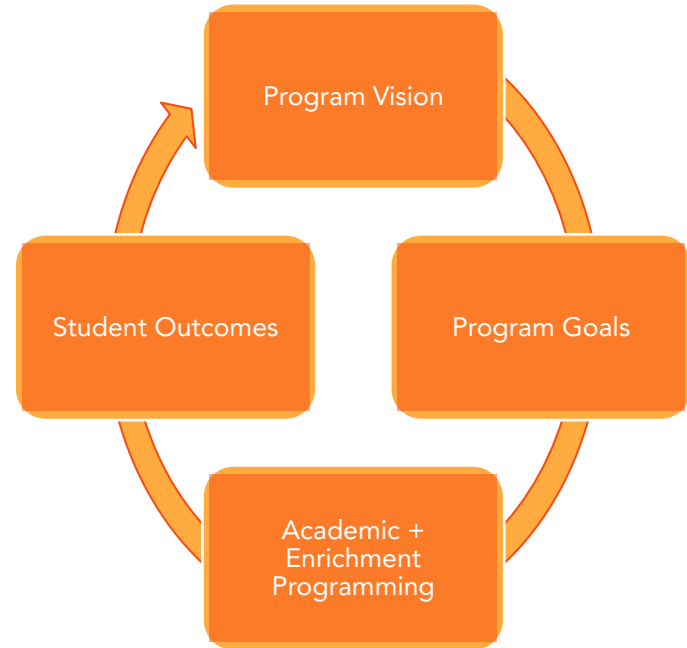 Program Vision
Program Goals
Academic +
Enrichment
Programming
Student Outcomes